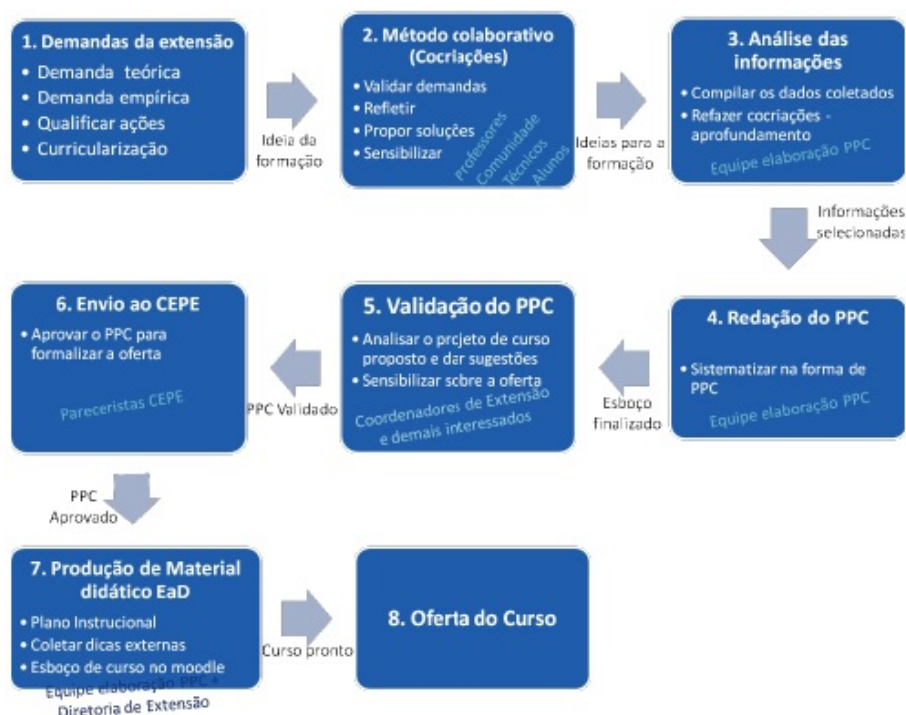 1. Demandas da extensão
• Demanda teórica
• Demanda empírica
• Qualificar ações
• Curricularização
Ideia da
formação
2. Método colaborativo
(Cocriações)
• Validar demandas
• Refletir
• Propor soluções
• Sensibilizar
Professores
Comunidade
Técnicos
Alunos
Ideias para a
formação
3. Análise das
informações
• Compilar os dados coletados
• Refazer cocriações -
aprofundamento
Equipe elaboração PPC
Informações
selecionadas
4. Redação do PPC
• Sistematizar na forma de
PPC
Equipe elaboração PPC
Esboço
finalizado
5. Validação do PPC
• Analisar o projeto de curso
proposto e dar sugestões
• Sensibilizar sobre a oferta
Coordenadores de Extensão
e demais interessados
PPC Validado
6. Envio ao CEPE
• Aprovar o PPC para
formalizar a oferta
Pareceristas CEPE
PPC
Aprovado
7. Produção de Material
didático EaD
• Plano Instrucional
• Coletar dicas externas
• Esboço de curso no moodle
Equipe elaboração PPC +
Diretoria de Extensão
Curso pronto
8. Oferta do Curso